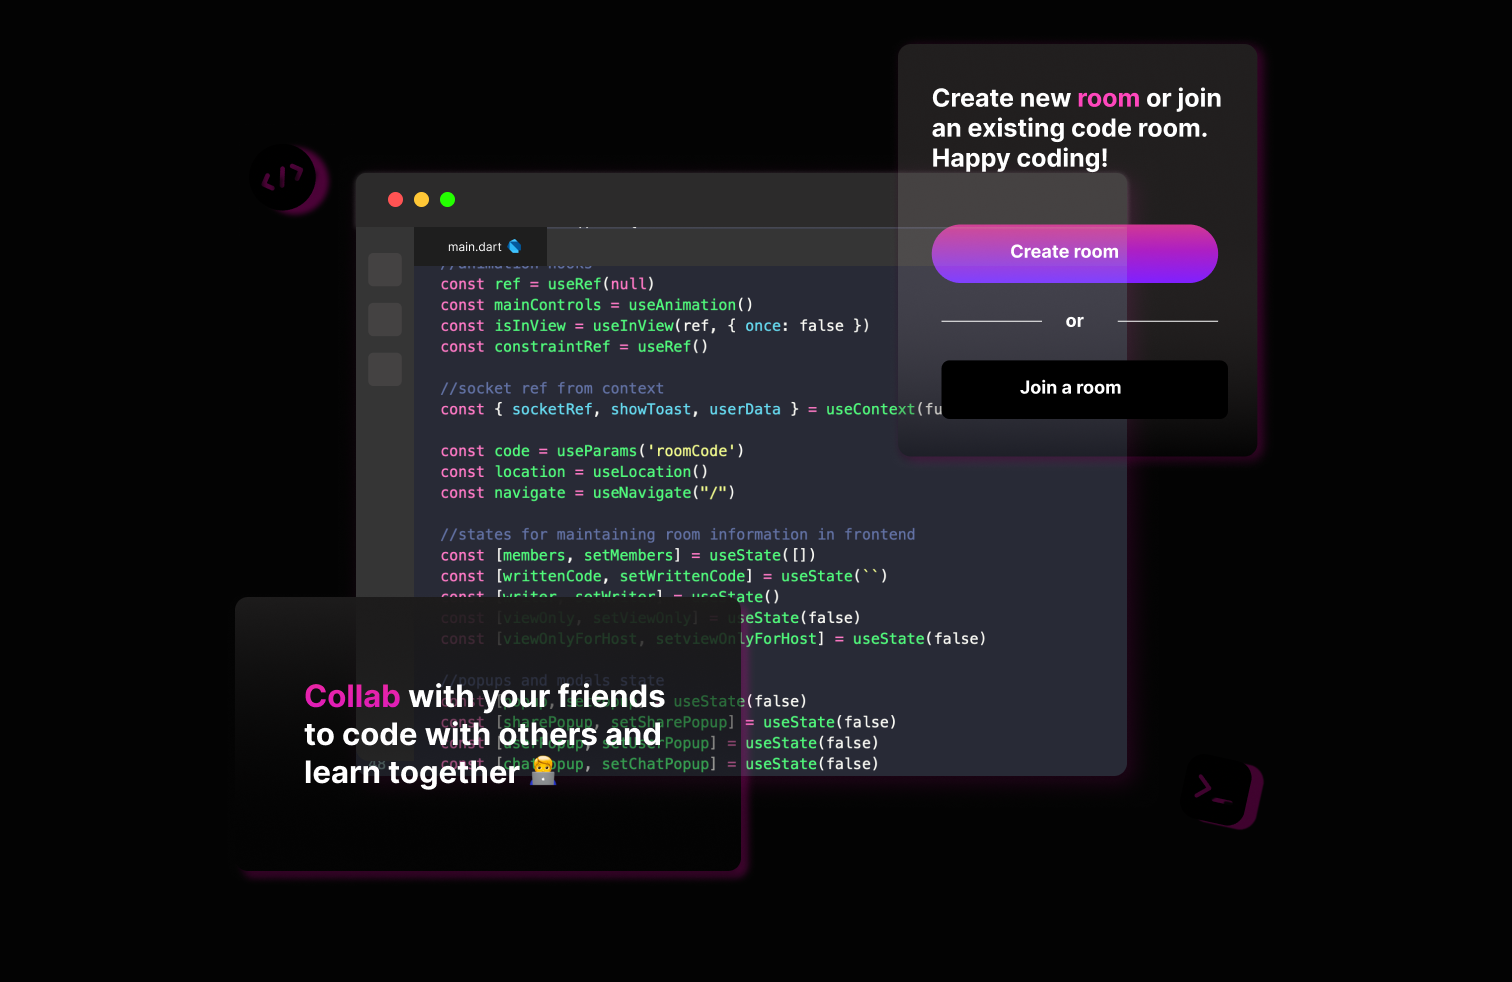 Create new room or join
an existing code room.
Happy coding!
Create room
or
Join a room
main.dart
//animation hooks
const ref = useRef(null)
const mainControls = useAnimation()
const isInView = useInView(ref, { once: false })
const constraintRef = useRef()
//socket ref from context
const { socketRef, showToast, userData } = useContext(fu
const code = useParams('roomCode')
const location = useLocation()
const navigate = useNavigate("/")
//states for maintaining room information in frontend
const [members, setMembers] = useState([])
const [writtenCode, setWrittenCode] = useState(``)
const [writer, setWriter] = useState()
const [viewOnly, setViewOnly] = useState(false)
const [viewOnlyForHost, setviewOnlyForHost] = useState(false)
//popups and modals state
const useState(false)
const [sharePopup, setSharePopup] = useState(false)
const [userPopup, setUserPopup] = useState(false)
const [chatPopup, setChatPopup] = useState(false)
Collab with your friends
to code with others and
learn together 🧑‍💻